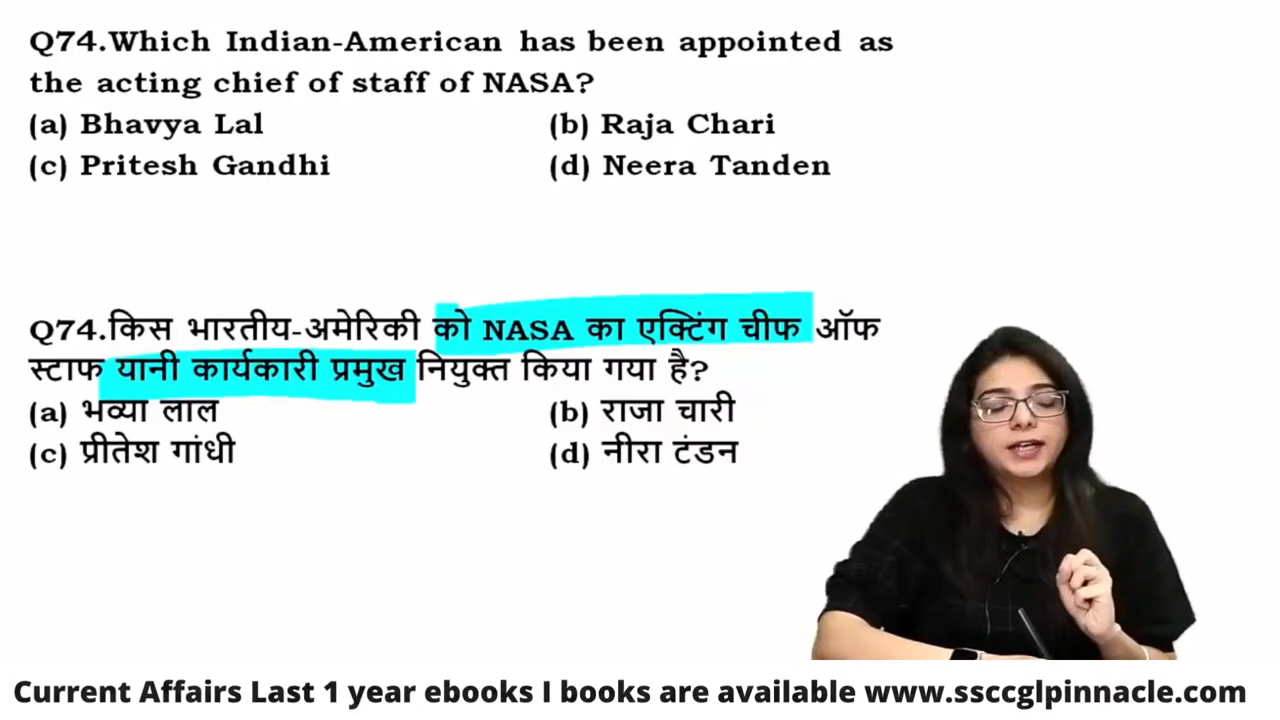 Q74.Which Indian-American has been appointed as
the acting chief of staff of NASA?
(a) Bhavya Lal (b) Raja Chari
(c) Pritesh Gandhi (d) Neera Tanden
Q74.किस भारतीय-अमेरिकी को NASA का एक्टिंग चीफ ऑफ
स्टाफ यानी कार्यकारी प्रमुख नियुक्त किया गया है?
(a) भव्या लाल (b) राजा चारी
(c) प्रीतेश गांधी (d) नीरा टंडन
Current Affairs Last 1 year ebooks I books are available www.ssccglpinnacle.com